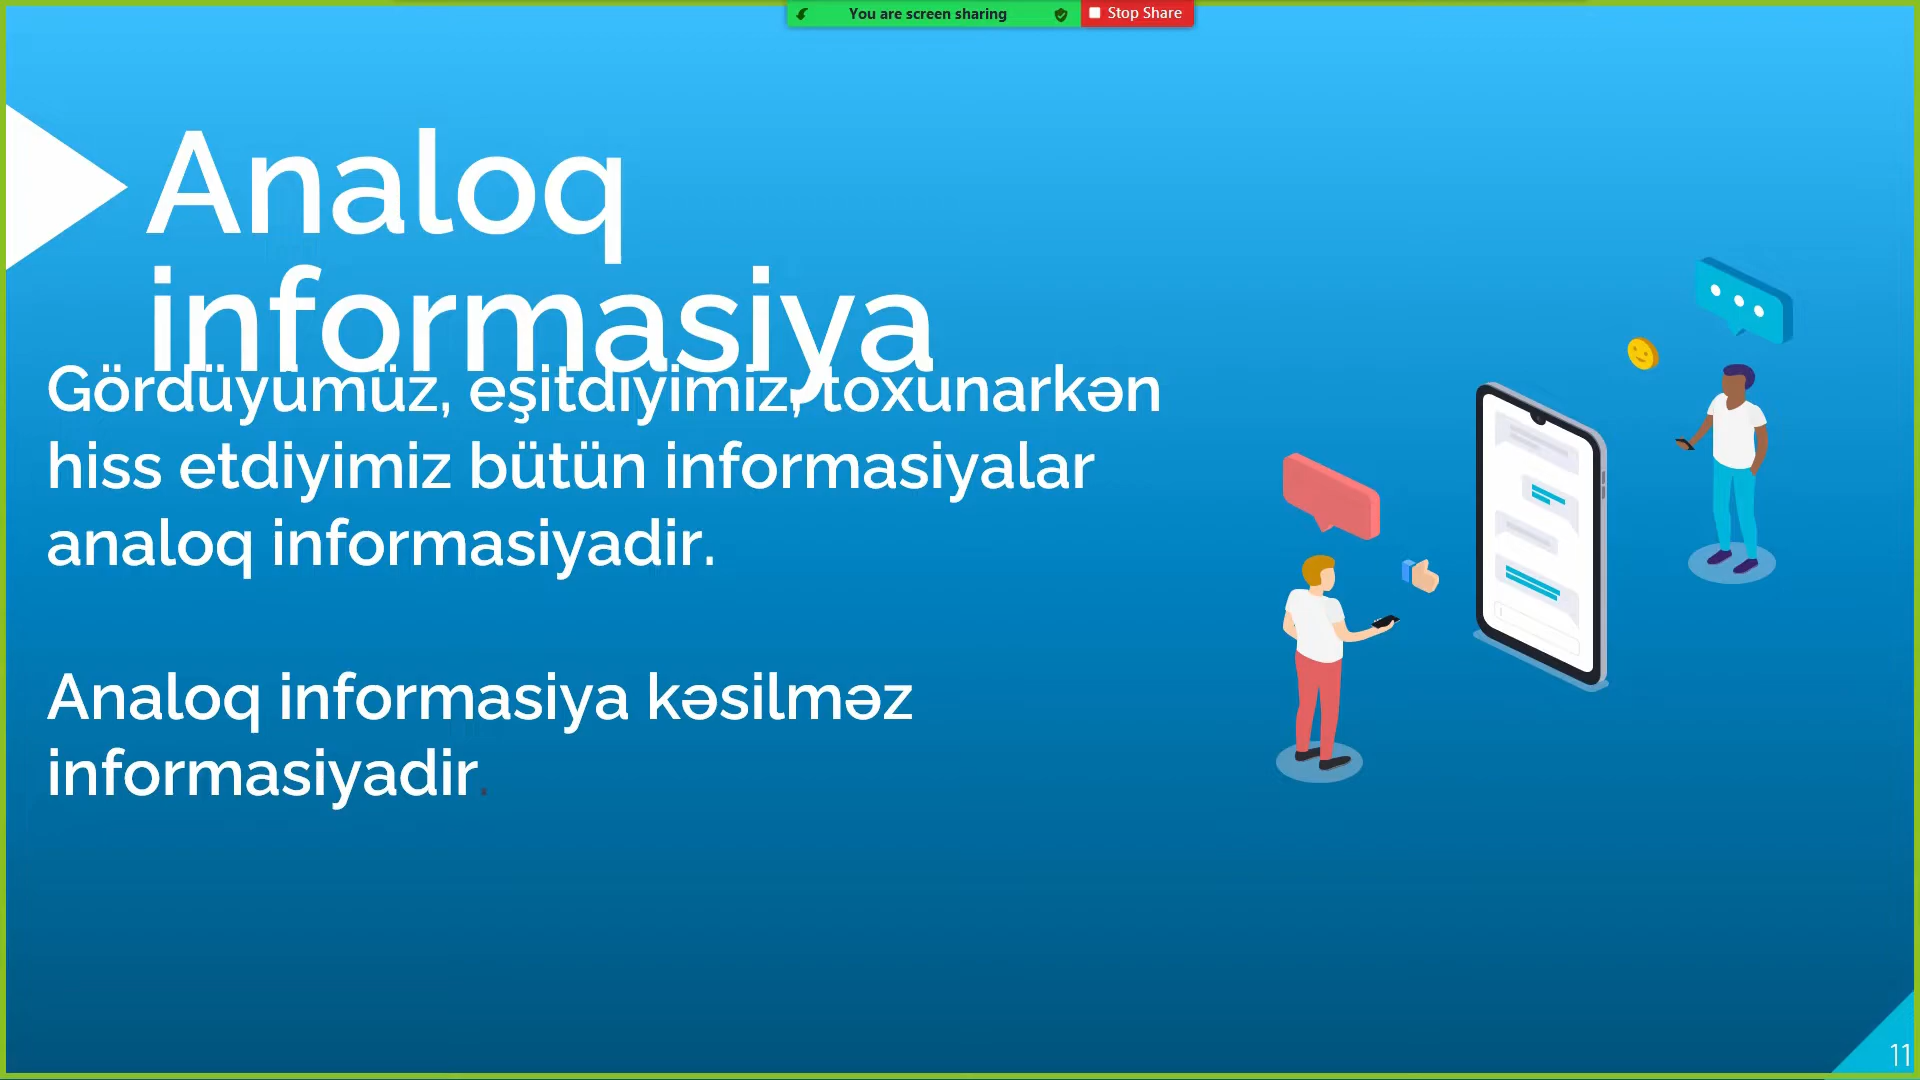 You are screen sharing
Stop Share
Analoq
informasiya
Gördüyümüz, eşitdiyimiz, toxunarkən
hiss etdiyimiz bütün informasiyalar
analoq informasiyadir.
Analoq informasiya kəsilməz
informasiyadir.
11